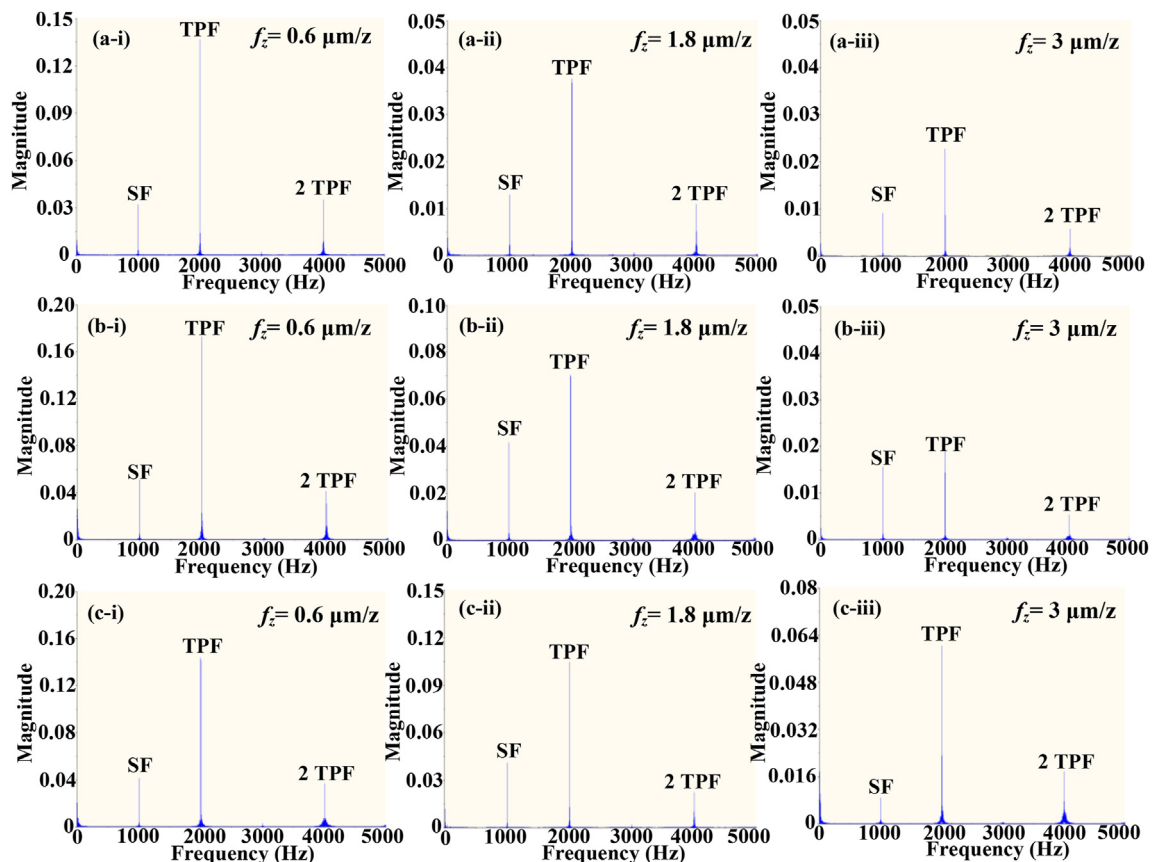 (a-i)
TPF
f_z= 0.6 μm/z
0.15
0.12
0.09
0.06
0.03
0
SF
2 TPF
Magnitude
0 1000 2000 3000 4000 5000
Frequency (Hz)
(a-ii)
f_z= 1.8 μm/z
0.05
0.04
0.03
0.02
0.01
0
TPF
SF
2 TPF
Magnitude
0 1000 2000 3000 4000 5000
Frequency (Hz)
(a-iii)
f_z= 3 μm/z
0.05
0.04
0.03
0.02
0.01
0
TPF
SF
2 TPF
Magnitude
0 1000 2000 3000 4000 5000
Frequency (Hz)
(b-i)
TPF
f_z= 0.6 μm/z
0.20
0.16
0.12
0.08
0.04
0
SF
2 TPF
Magnitude
0 1000 2000 3000 4000 5000
Frequency (Hz)
(b-ii)
f_z= 1.8 μm/z
0.10
0.08
0.06
0.04
0.02
0
TPF
SF
2 TPF
Magnitude
0 1000 2000 3000 4000 5000
Frequency (Hz)
(b-iii)
f_z= 3 μm/z
0.05
0.04
0.03
0.02
0.01
0
SF
TPF
2 TPF
Magnitude
0 1000 2000 3000 4000 5000
Frequency (Hz)
(c-i)
f_z= 0.6 μm/z
0.20
0.16
0.12
0.08
0.04
0
TPF
SF
2 TPF
Magnitude
0 1000 2000 3000 4000 5000
Frequency (Hz)
(c-ii)
f_z= 1.8 μm/z
0.15
0.12
0.09
0.06
0.03
0
TPF
SF
2 TPF
Magnitude
0 1000 2000 3000 4000 5000
Frequency (Hz)
(c-iii)
f_z= 3 μm/z
0.08
0.064
0.048
0.032
0.016
0
TPF
SF
2 TPF
Magnitude
0 1000 2000 3000 4000 5000
Frequency (Hz)